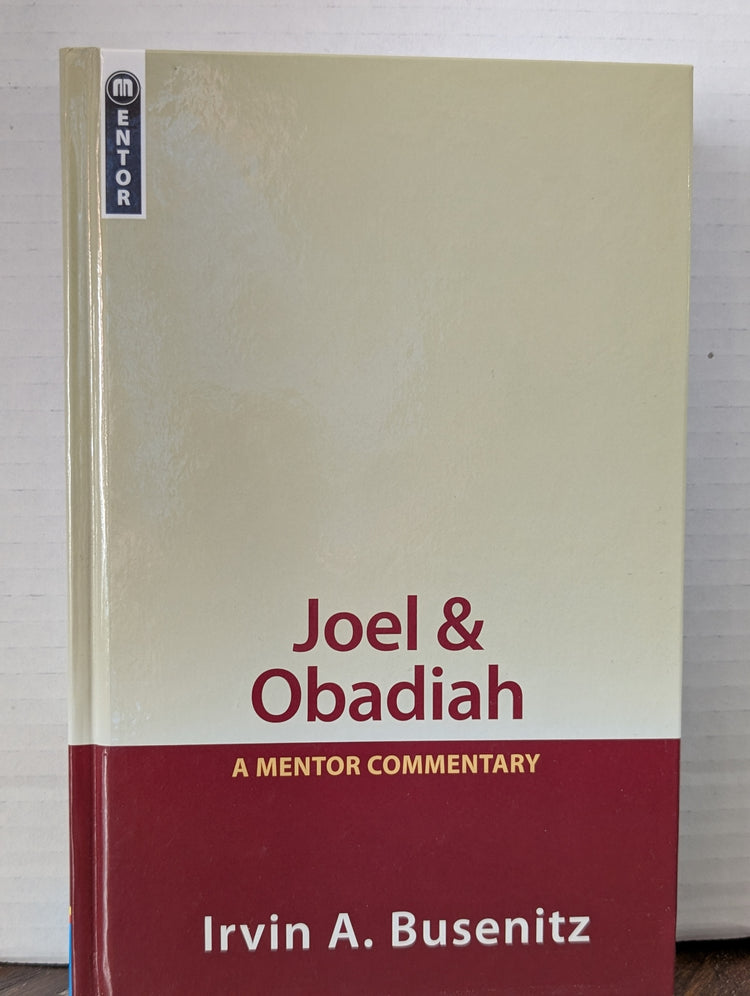 MENTOR
Joel &
Obadiah
A MENTOR COMMENTARY
Irvin A. Busenitz